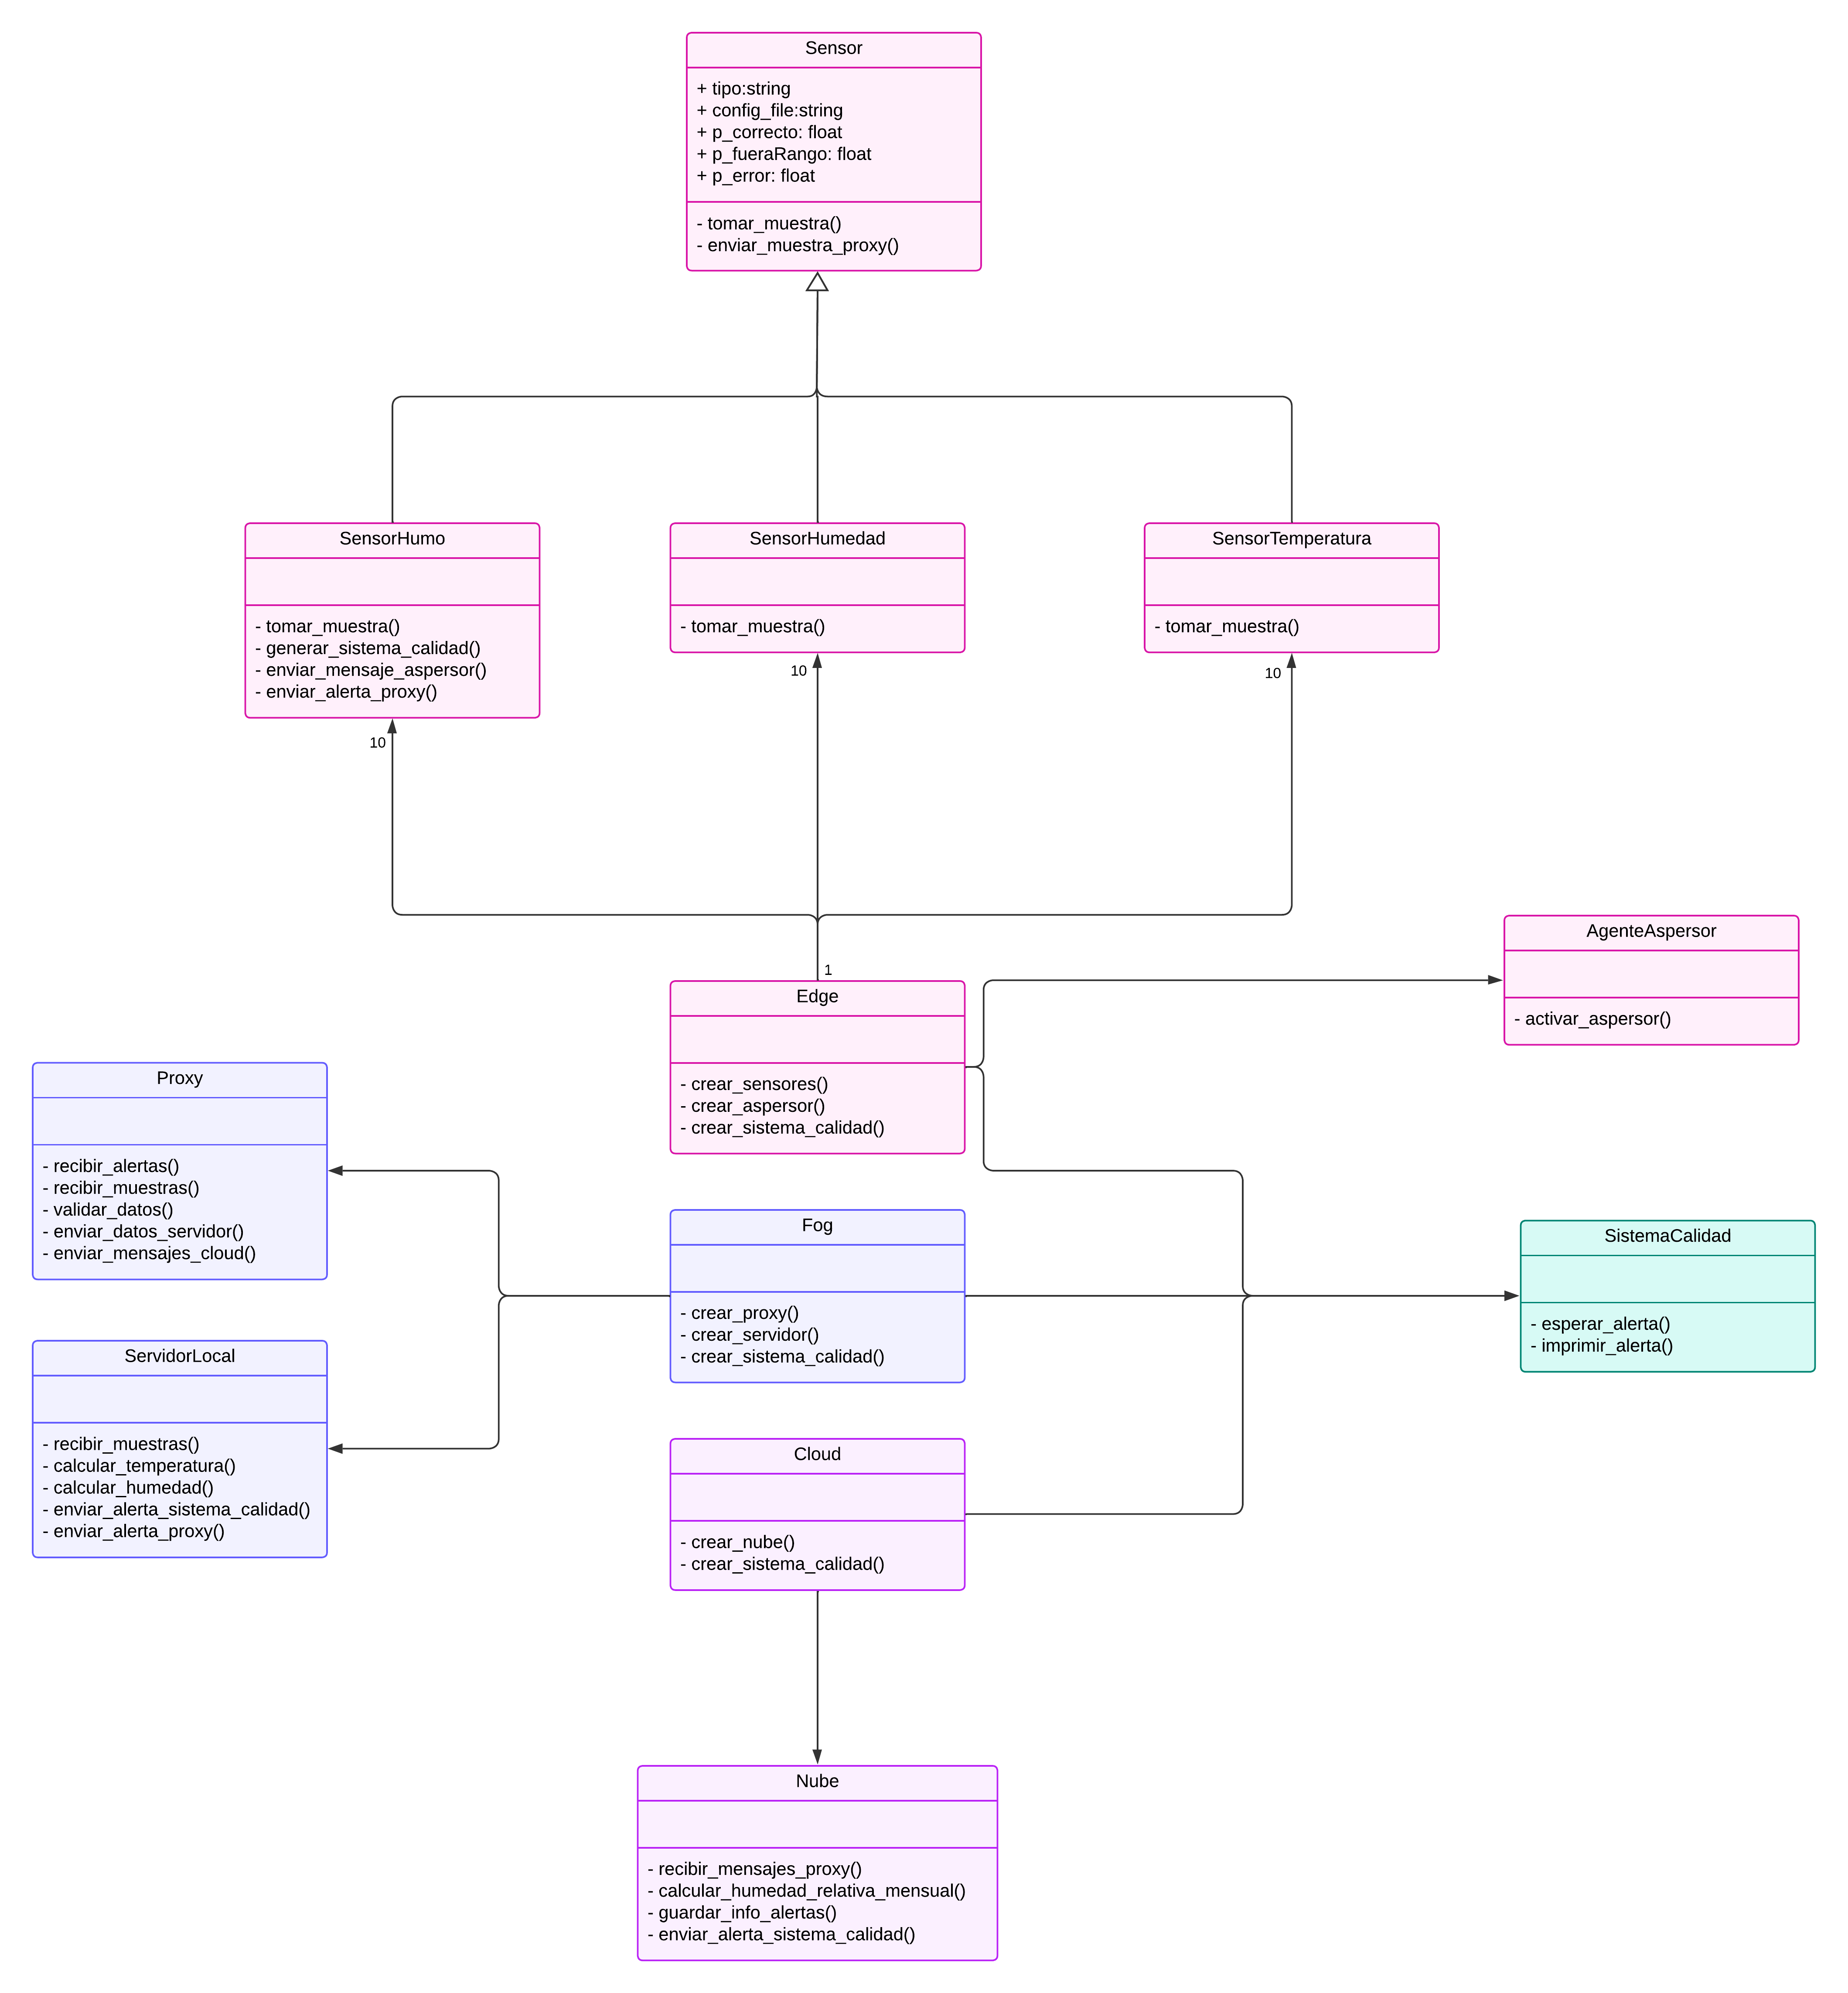 Sensor
+ tipo:string
+ config_file:string
+ p_correcto: float
+ p_fueraRango: float
+ p_error: float
- tomar_muestra()
- enviar_muestra_proxy()
SensorHumo
- tomar_muestra()
- generar_sistema_calidad()
- enviar_mensaje_aspersor()
- enviar_alerta_proxy()
10
SensorHumedad
- tomar_muestra()
10
SensorTemperatura
- tomar_muestra()
10
AgenteAspersor
- activar_aspersor()
1
Edge
- crear_sensores()
- crear_aspersor()
- crear_sistema_calidad()
Proxy
- recibir_alertas()
- recibir_muestras()
- validar_datos()
- enviar_datos_servidor()
- enviar_mensajes_cloud()
Fog
- crear_proxy()
- crear_servidor()
- crear_sistema_calidad()
SistemaCalidad
- esperar_alerta()
- imprimir_alerta()
ServidorLocal
- recibir_muestras()
- calcular_temperatura()
- calcular_humedad()
- enviar_alerta_sistema_calidad()
- enviar_alerta_proxy()
Cloud
- crear_nube()
- crear_sistema_calidad()
Nube
- recibir_mensajes_proxy()
- calcular_humedad_relativa_mensual()
- guardar_info_alertas()
- enviar_alerta_sistema_calidad()